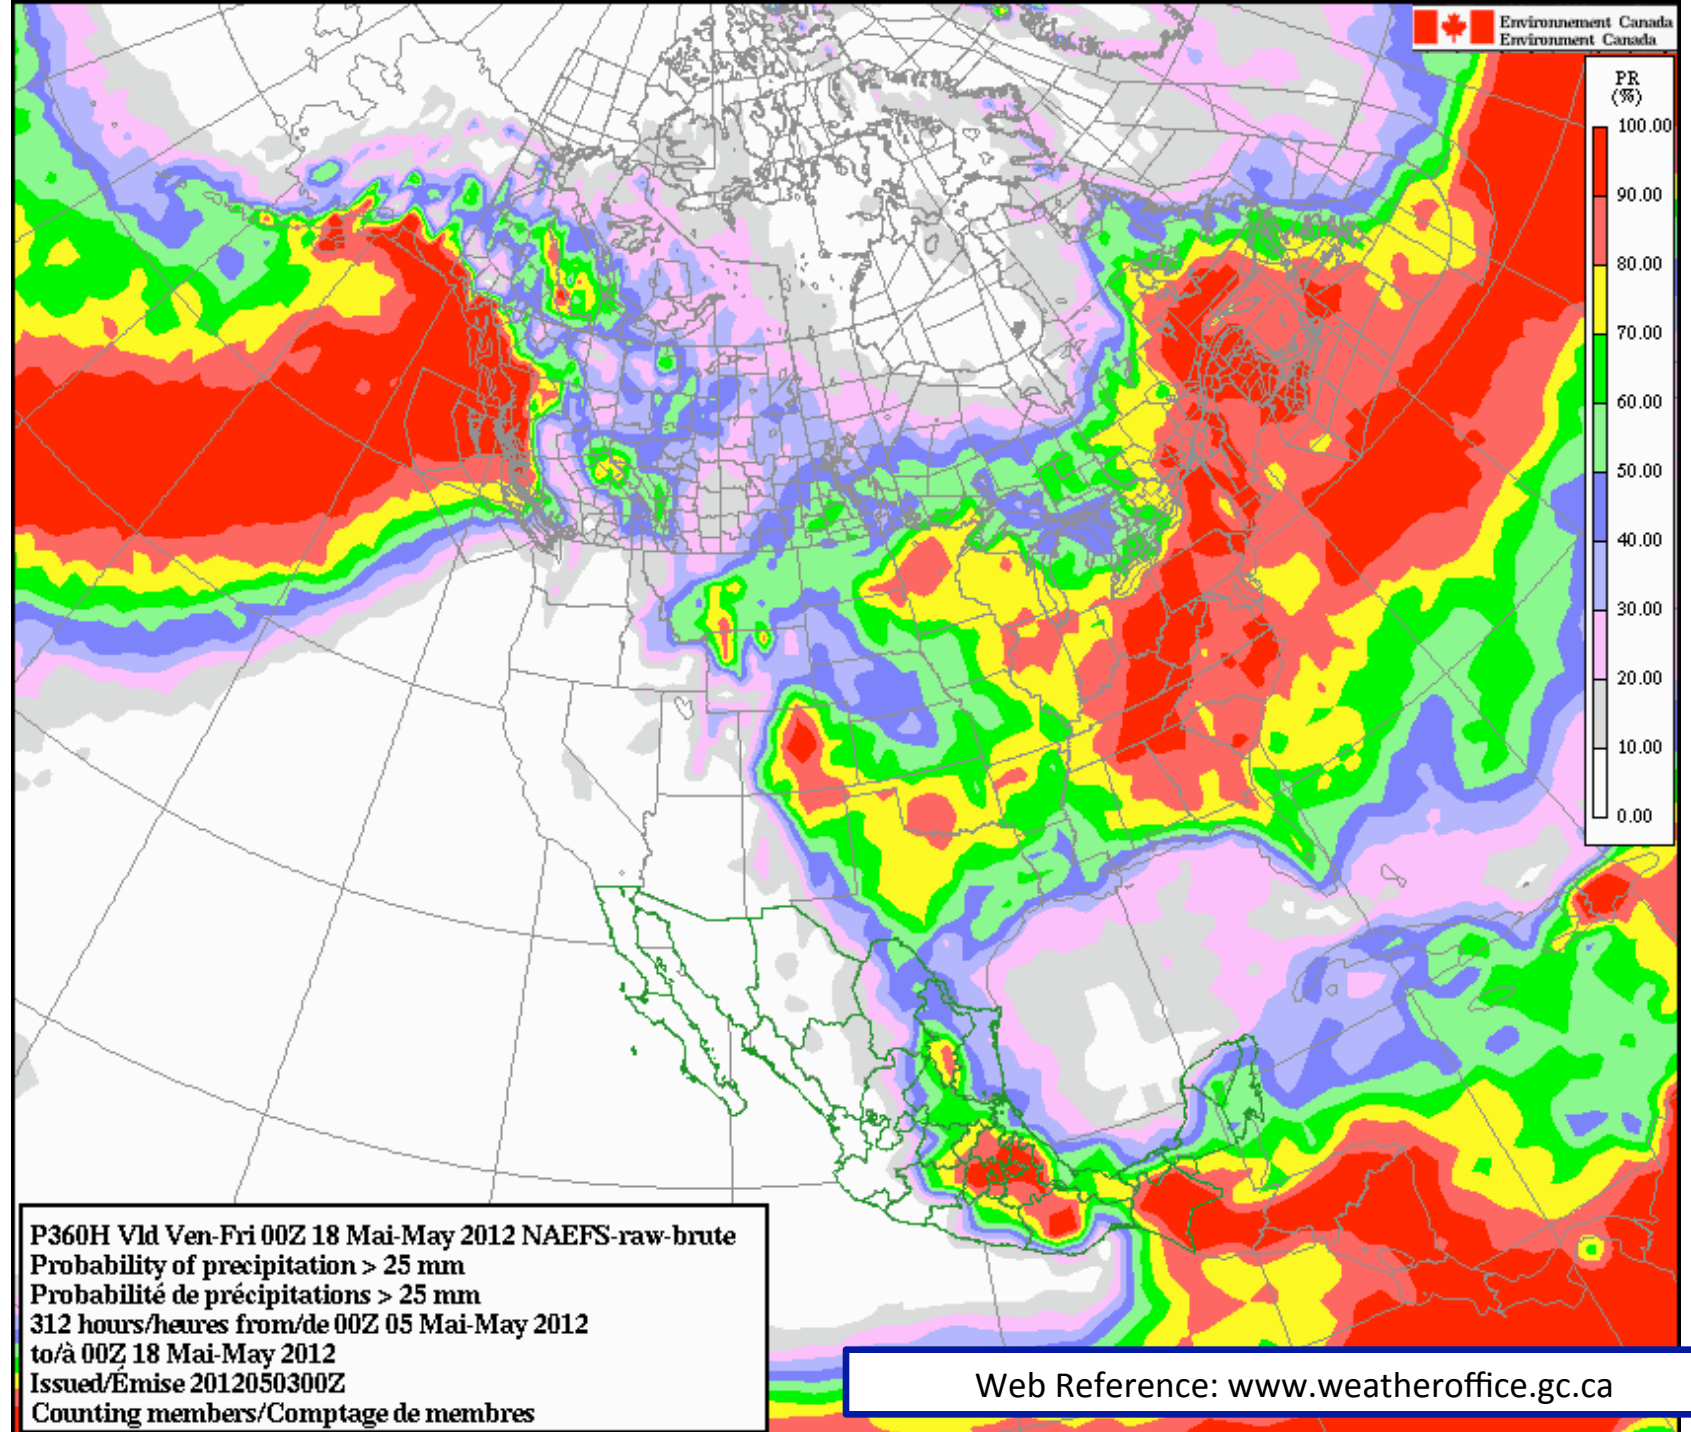 Environnement Canada
Environment Canada
PR
(%)
100.00
90.00
80.00
70.00
60.00
50.00
40.00
30.00
20.00
10.00
0.00
P360H Vld Ven-Fri 00Z 18 Mai-May 2012 NAEFS-raw-brute
Probability of precipitation > 25 mm
Probabilité de précipitations > 25 mm
312 hours/heures from/de 00Z 05 Mai-May 2012
to/à 00Z 18 Mai-May 2012
Issued/Émise 2012050300Z
Counting members/Comptage de membres
Web Reference: www.weatheroffice.gc.ca